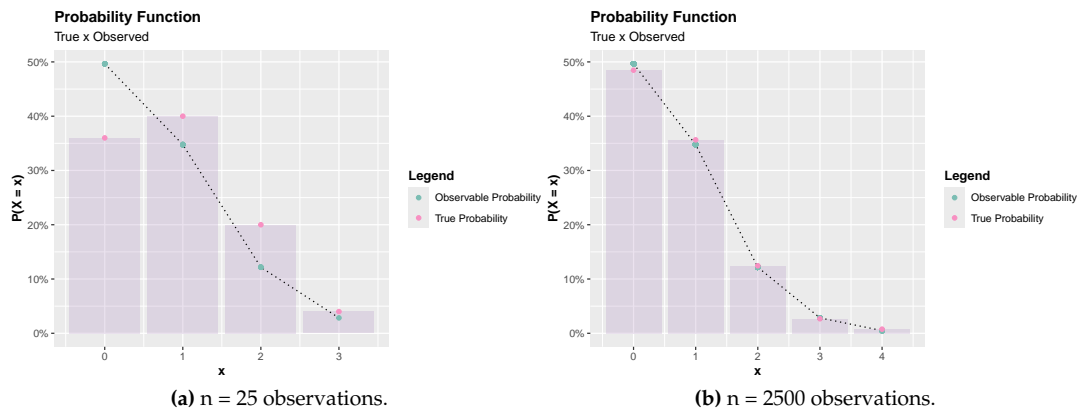 Probability Function
True x Observed
50%
40%
30%
20%
10%
0%
P(X = x)
0 1 2 3
x
Legend
Observable Probability
True Probability
(a) n = 25 observations.
Probability Function
True x Observed
50%
40%
30%
20%
10%
0%
P(X = x)
0 1 2 3 4
x
Legend
Observable Probability
True Probability
(b) n = 2500 observations.